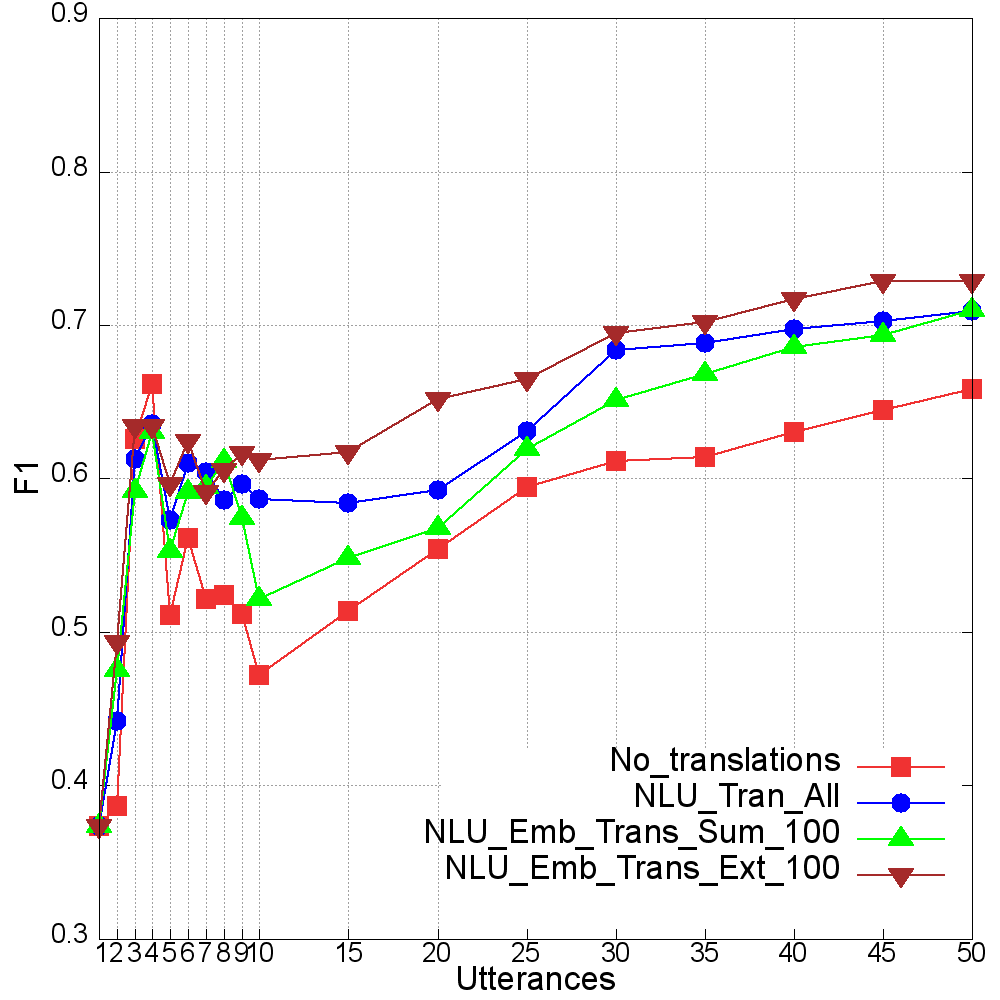 0.9
0.8
0.7
0.6
0.5
0.4
0.3
F1
No_translations
NLU_Tran_All
NLU_Emb_Trans_Sum_100
NLU_Emb_Trans_Ext_100
1 2 3 4 5 6 7 8 9 10 15 20 25 30 35 40 45 50
Utterances